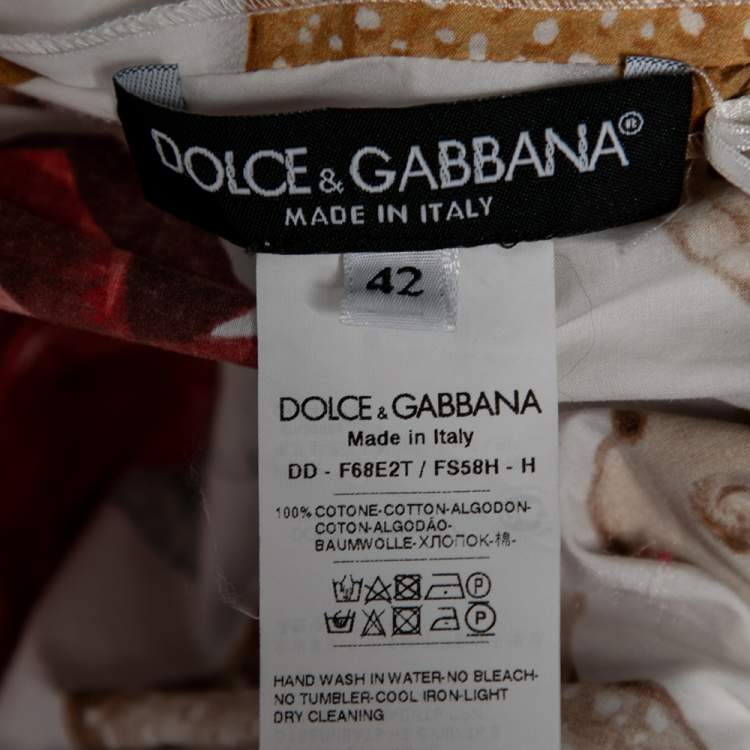 DOLCE & GABBANA®
MADE IN ITALY
42
DOLCE & GABBANA
Made in Italy
DD - F68E2T / FS58H - H
100% COTONE-COTTON-ALGODON-
COTON-ALGODÃO-
BAUMWOLLE-ХЛОПОК-棉-
P
P
HAND WASH IN WATER-NO BLEACH-
NO TUMBLER-COOL IRON-LIGHT
DRY CLEANING